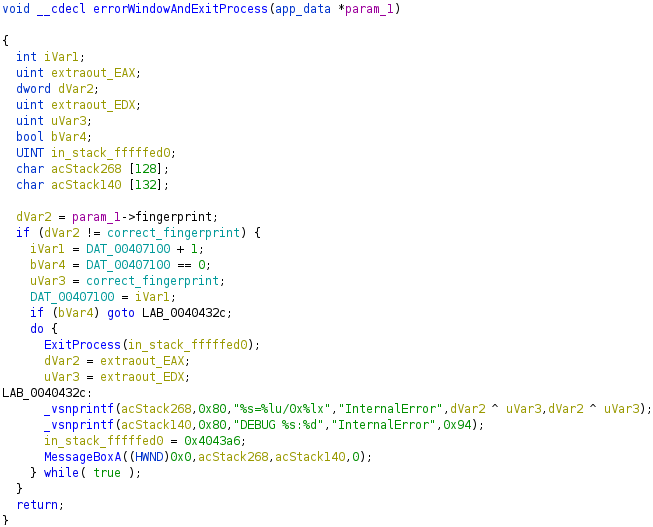 void __cdecl errorWindowAndExitProcess(app_data *param_1)
{
int iVar1;
uint extraout_EAX;
dword dVar2;
uint extraout_EDX;
uint uVar3;
bool bVar4;
UINT in_stack_fffffed0;
char acStack268 [128];
char acStack140 [132];
dVar2 = param_1->fingerprint;
if (dVar2 != correct_fingerprint) {
iVar1 = DAT_00407100 + 1;
bVar4 = DAT_00407100 == 0;
uVar3 = correct_fingerprint;
DAT_00407100 = iVar1;
if (bVar4) goto LAB_0040432c;
do {
ExitProcess(in_stack_fffffed0);
dVar2 = extraout_EAX;
uVar3 = extraout_EDX;
LAB_0040432c:
_vsnprintf(acStack268,0x80,"%s=%lu/0x%lx","InternalError",dVar2 ^ uVar3,dVar2 ^ uVar3);
_vsnprintf(acStack140,0x80,"DEBUG %s:%d","InternalError",0x94);
in_stack_fffffed0 = 0x4043a6;
MessageBoxA((HWND)0x0,acStack268,acStack140,0);
} while( true );
}
return;
}